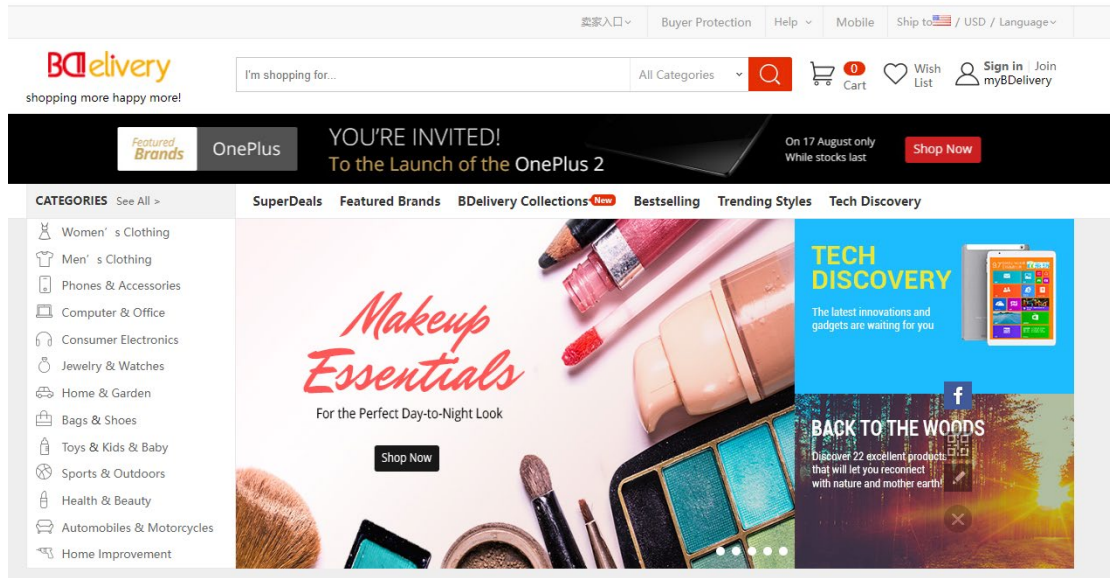 卖家入口
Buyer Protection
Help
Mobile
Ship to / USD / Language
BDelivery
shopping more happy more!
I'm shopping for...
All Categories
0
Cart
Wish
List
Sign in | Join
myBDelivery
Featured
Brands
OnePlus
YOU'RE INVITED!
To the Launch of the OnePlus 2
On 17 August only
While stocks last
Shop Now
CATEGORIES See All >
SuperDeals
Featured Brands
BDelivery Collections New
Bestselling
Trending Styles
Tech Discovery
Women's Clothing
Men's Clothing
Phones & Accessories
Computer & Office
Consumer Electronics
Jewelry & Watches
Home & Garden
Bags & Shoes
Toys & Kids & Baby
Sports & Outdoors
Health & Beauty
Automobiles & Motorcycles
Home Improvement
Makeup
Essentials
For the Perfect Day-to-Night Look
Shop Now
TECH
DISCOVERY
The latest innovations and
gadgets are waiting for you
f
BACK TO THE WOODS
Discover 22 excellent products
that will let you reconnect
with nature and mother earth!